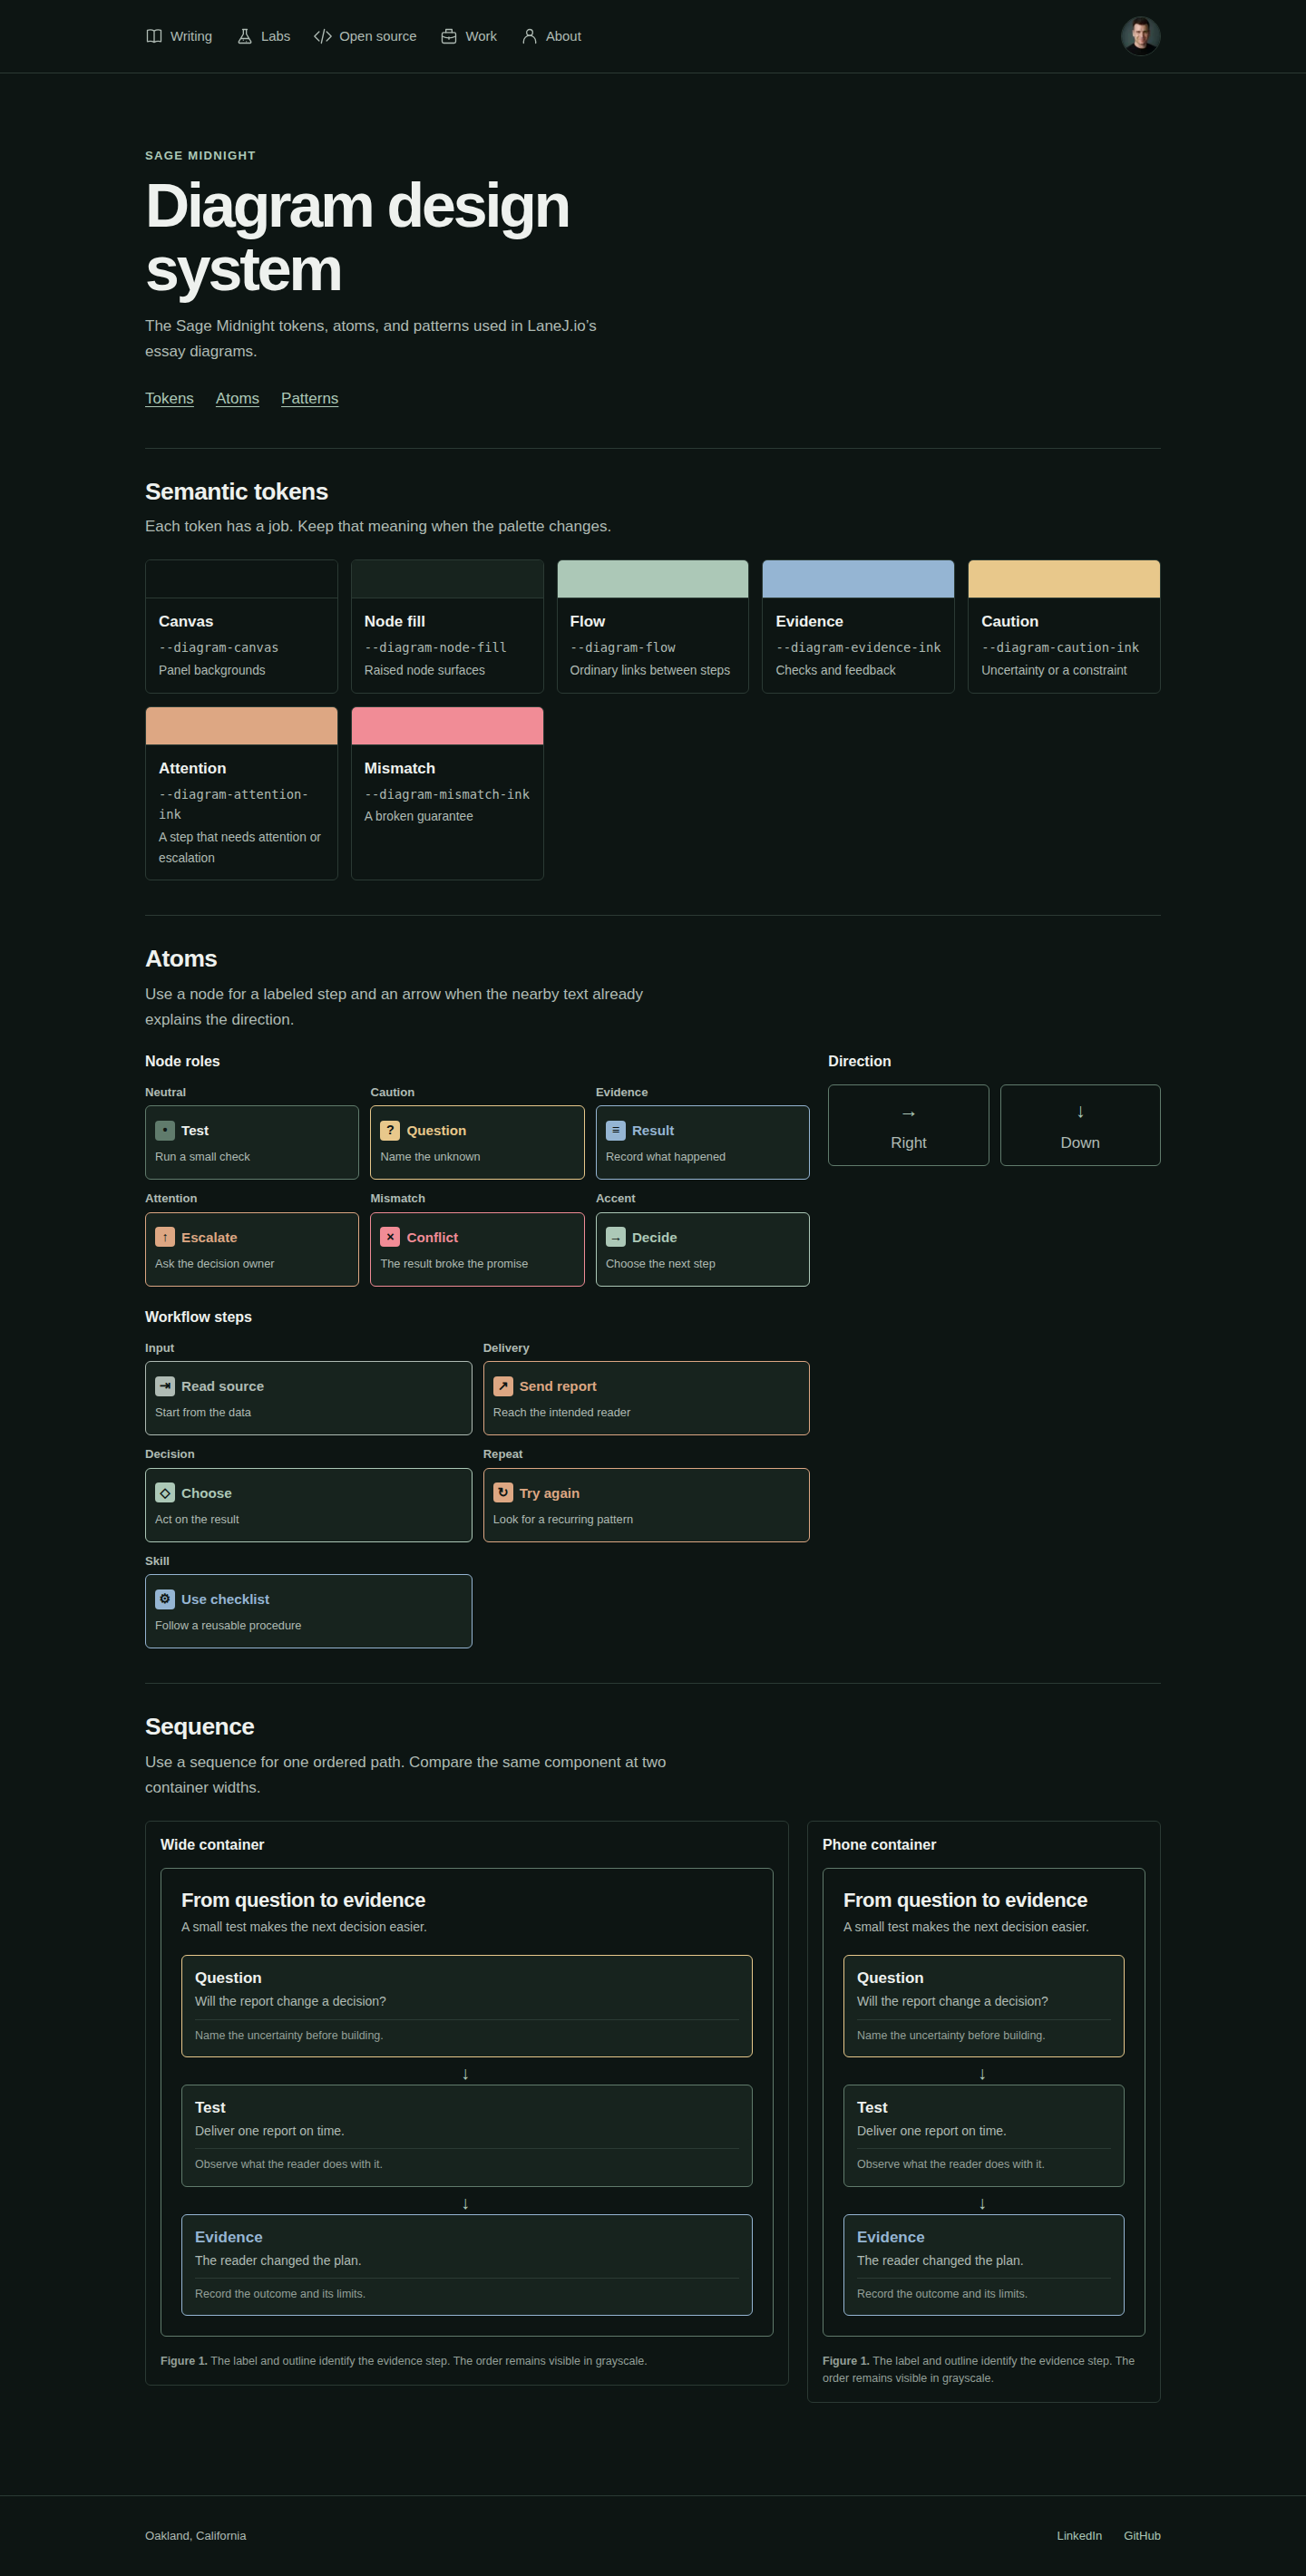 Writing Labs Open source Work About
SAGE MIDNIGHT
Diagram design
system
The Sage Midnight tokens, atoms, and patterns used in LaneJ.io’s
essay diagrams.
Tokens Atoms Patterns
Semantic tokens
Each token has a job. Keep that meaning when the palette changes.
Canvas
--diagram-canvas
Panel backgrounds
Node fill
--diagram-node-fill
Raised node surfaces
Flow
--diagram-flow
Ordinary links between steps
Evidence
--diagram-evidence-ink
Checks and feedback
Caution
--diagram-caution-ink
Uncertainty or a constraint
Attention
--diagram-attention-
ink
A step that needs attention or
escalation
Mismatch
--diagram-mismatch-ink
A broken guarantee
Atoms
Use a node for a labeled step and an arrow when the nearby text already
explains the direction.
Node roles
Neutral
• Test
Run a small check
Caution
? Question
Name the unknown
Evidence
≡ Result
Record what happened
Attention
↑ Escalate
Ask the decision owner
Mismatch
× Conflict
The result broke the promise
Accent
→ Decide
Choose the next step
Direction
→
Right
↓
Down
Workflow steps
Input
⇥ Read source
Start from the data
Delivery
↗ Send report
Reach the intended reader
Decision
◇ Choose
Act on the result
Repeat
↻ Try again
Look for a recurring pattern
Skill
⚙ Use checklist
Follow a reusable procedure
Sequence
Use a sequence for one ordered path. Compare the same component at two
container widths.
Wide container
From question to evidence
A small test makes the next decision easier.
Question
Will the report change a decision?
Name the uncertainty before building.
↓
Test
Deliver one report on time.
Observe what the reader does with it.
↓
Evidence
The reader changed the plan.
Record the outcome and its limits.
Figure 1. The label and outline identify the evidence step. The order remains visible in grayscale.
Phone container
From question to evidence
A small test makes the next decision easier.
Question
Will the report change a decision?
Name the uncertainty before building.
↓
Test
Deliver one report on time.
Observe what the reader does with it.
↓
Evidence
The reader changed the plan.
Record the outcome and its limits.
Figure 1. The label and outline identify the evidence step. The
order remains visible in grayscale.
Oakland, California
LinkedIn GitHub